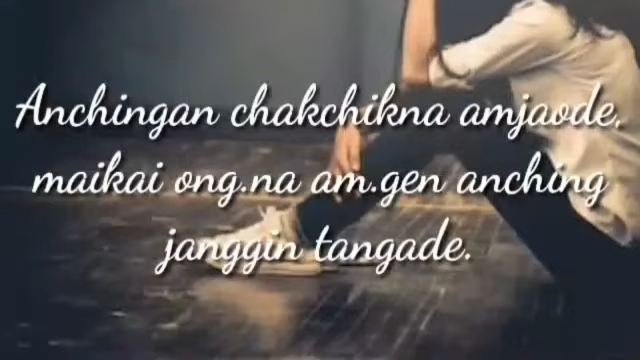 Anchingan chakchikna amjaode,
maikai ong.na am.gen anching
janggin tangade.